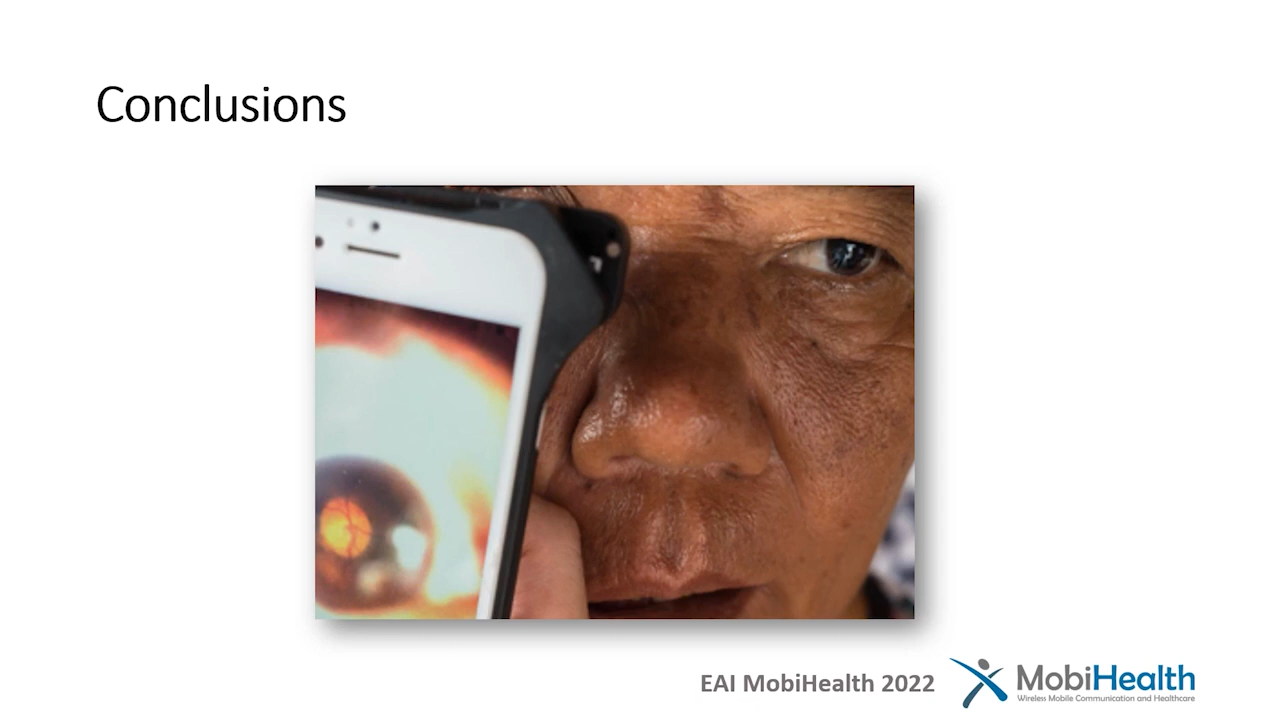 Conclusions
EAI MobiHealth 2022
MobiHealth
Wireless Mobile Communication and Healthcare